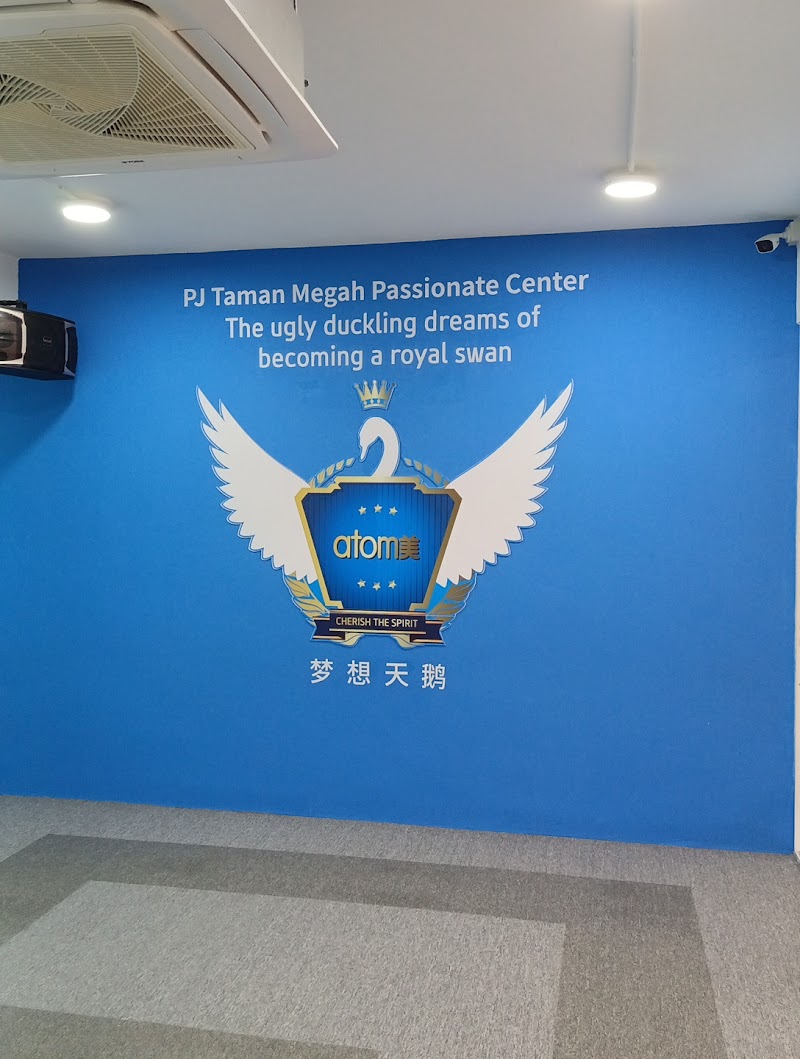 PJ Taman Megah Passionate Center
The ugly duckling dreams of
becoming a royal swan
atom美
CHERISH THE SPIRIT
梦想天鹅